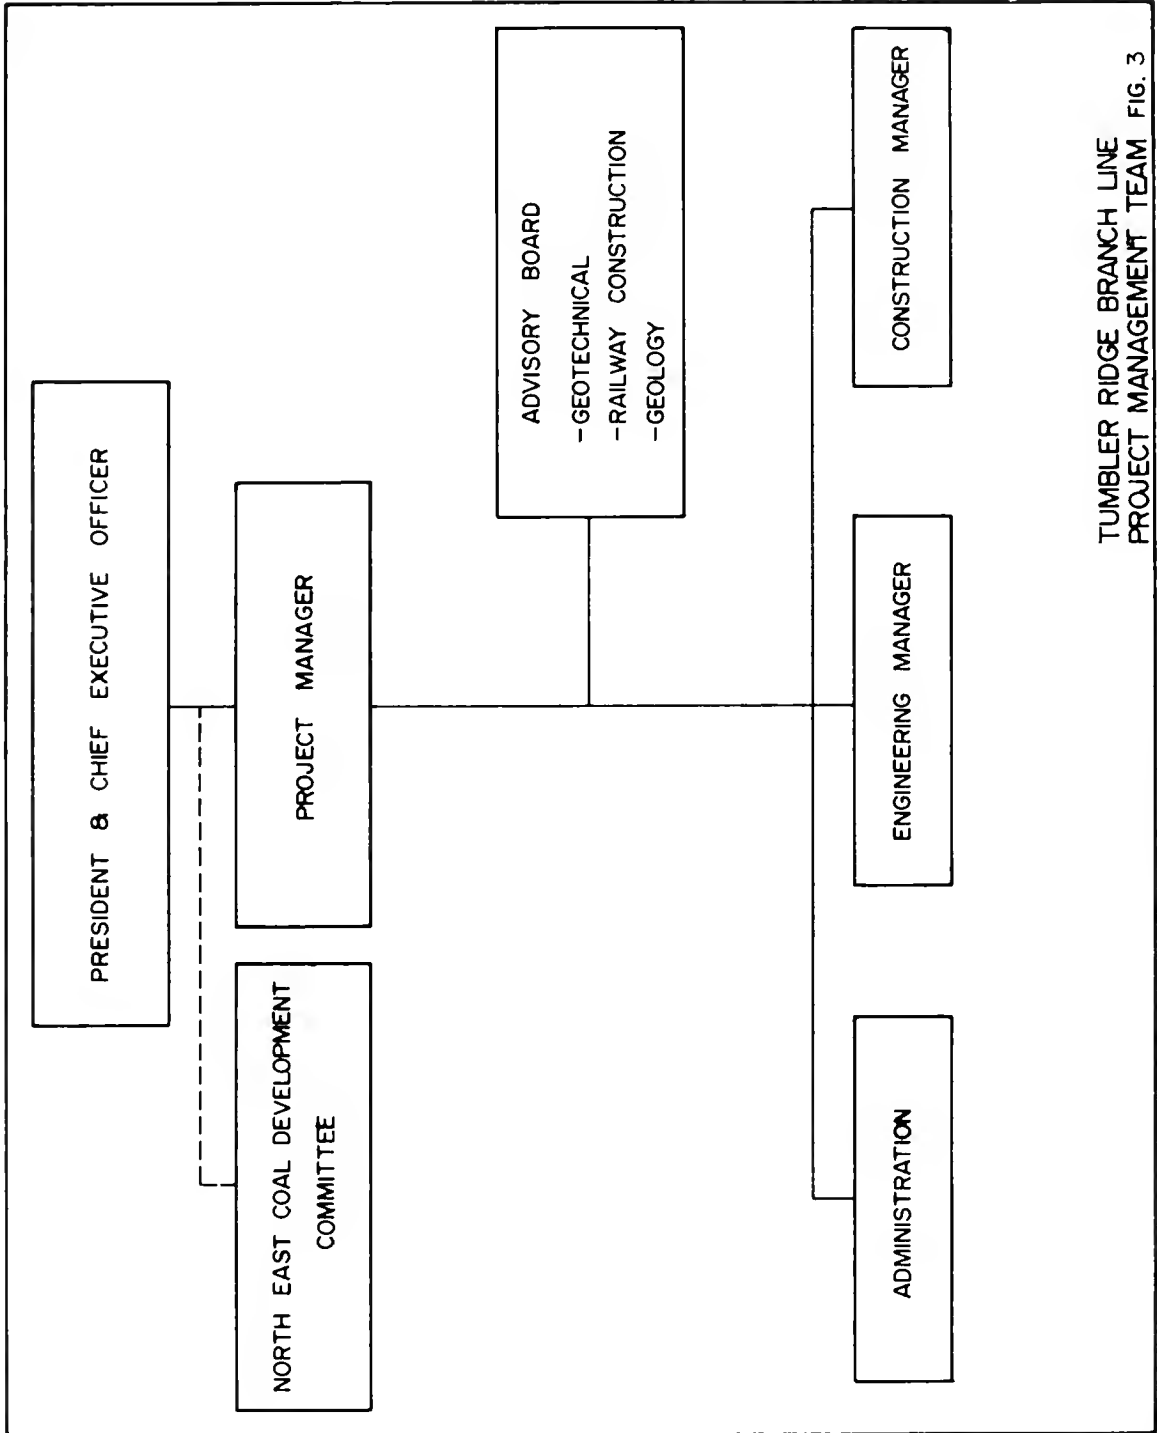 PRESIDENT & CHIEF EXECUTIVE OFFICER
NORTH EAST COAL DEVELOPMENT
COMMITTEE
PROJECT MANAGER
ADVISORY BOARD
-GEOTECHNICAL
-RAILWAY CONSTRUCTION
-GEOLOGY
ADMINISTRATION
ENGINEERING MANAGER
CONSTRUCTION MANAGER
TUMBLER RIDGE BRANCH LINE
PROJECT MANAGEMENT TEAM FIG. 3